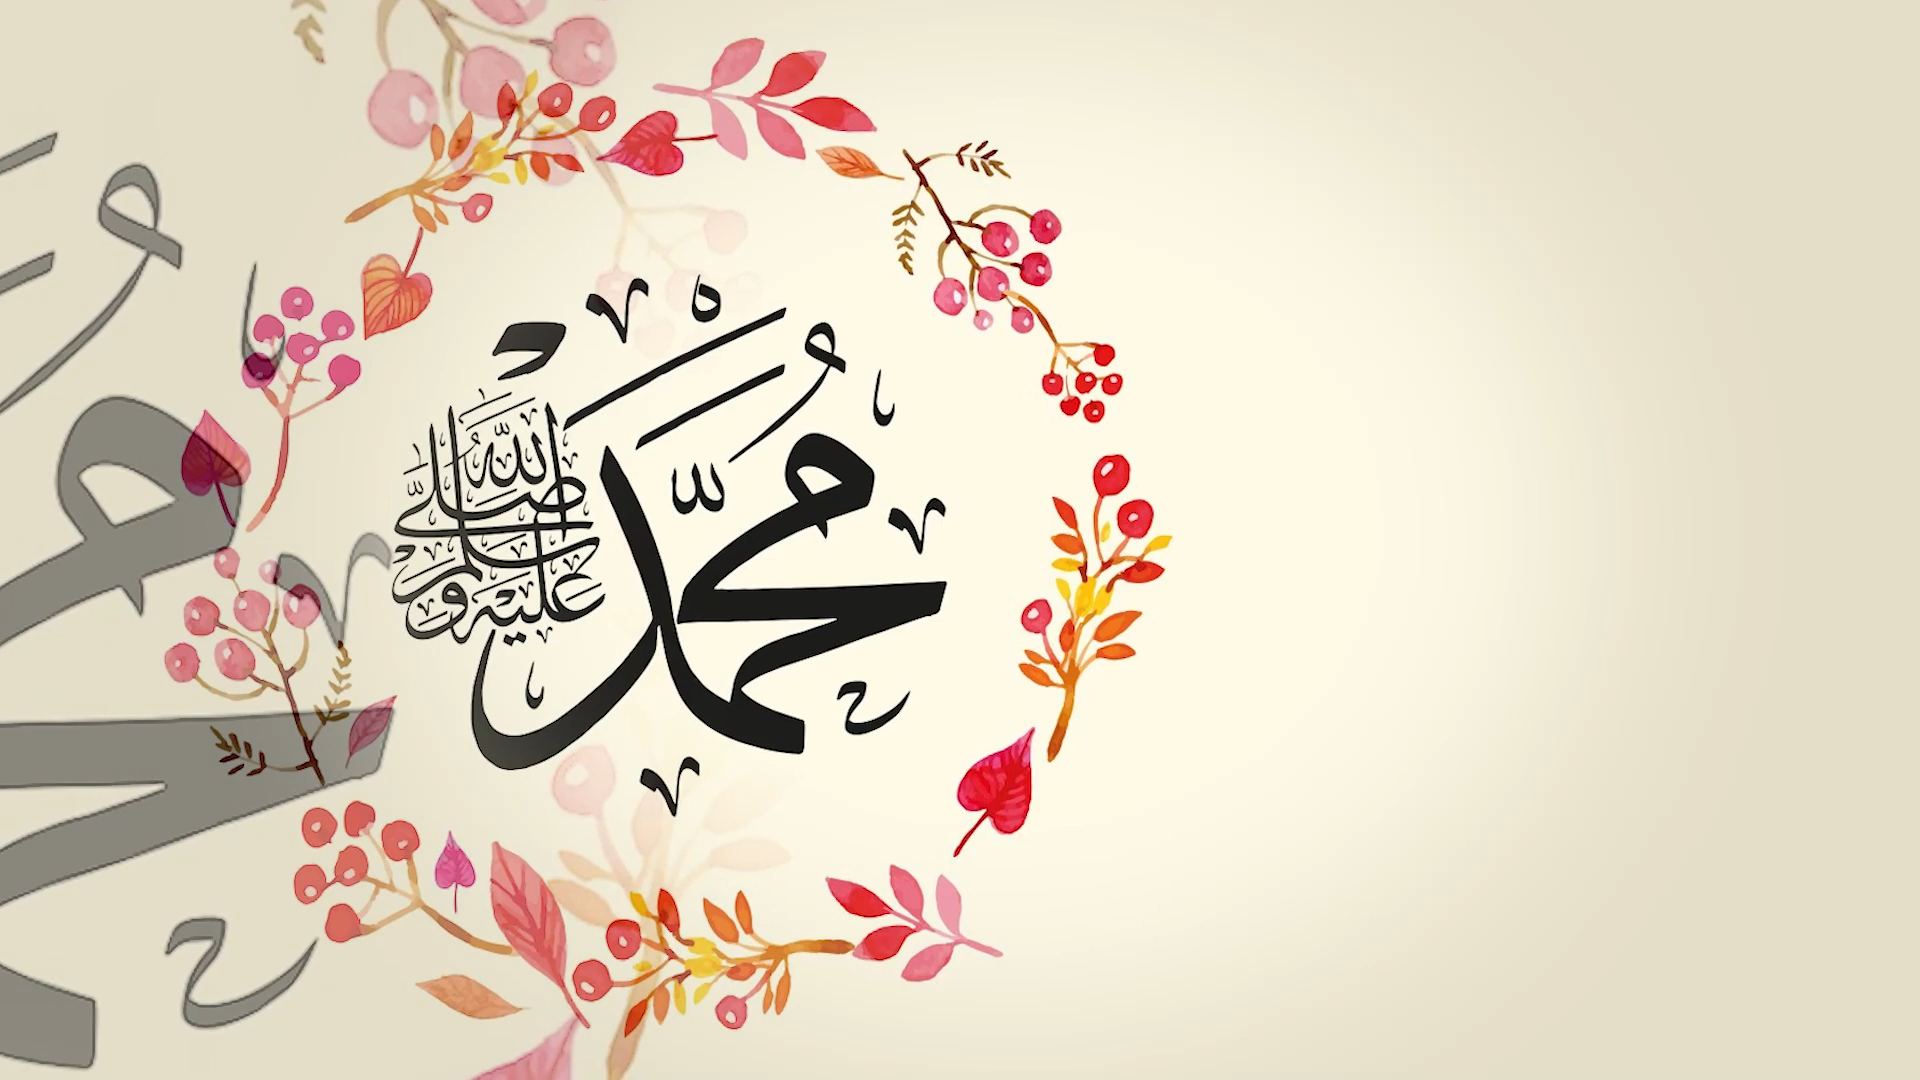 محمد
صلى الله
عليه وسلم